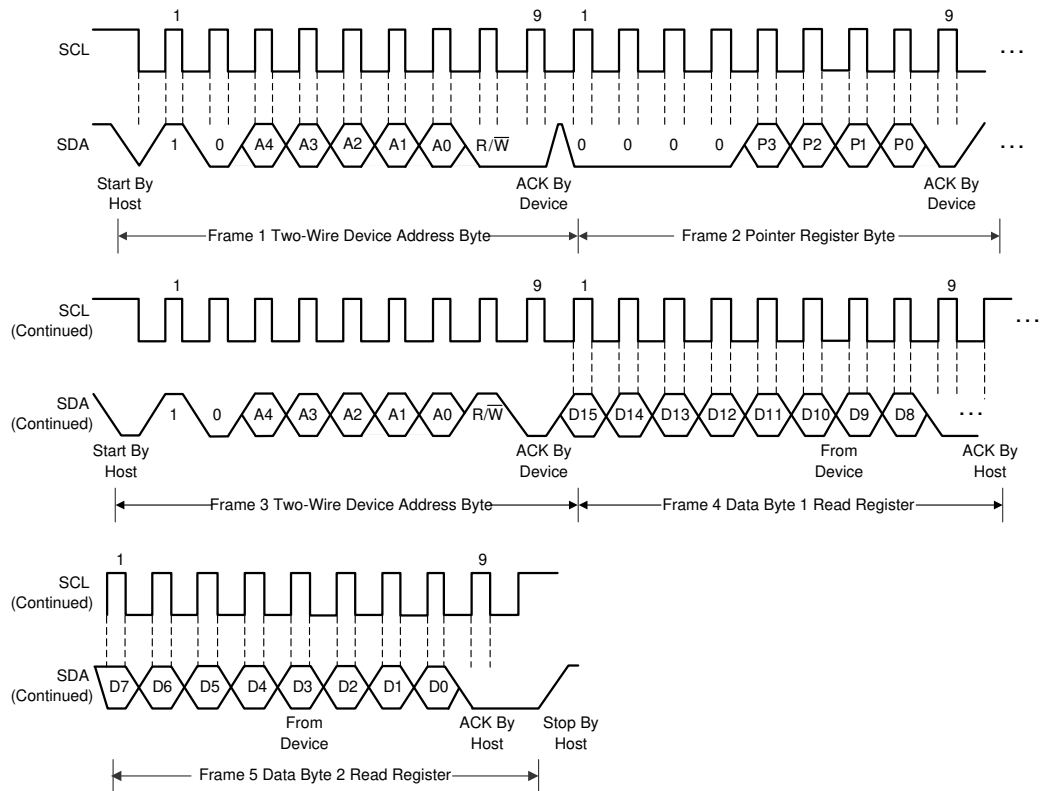 1 9 1 9
SCL ...
SDA 1 0 A4 A3 A2 A1 A0 R/W̅ 0 0 0 0 P3 P2 P1 P0 ...
Start By Host ACK By Device ACK By Device
Frame 1 Two-Wire Device Address Byte Frame 2 Pointer Register Byte
1 9 1 9
SCL (Continued) ...
SDA (Continued) 1 0 A4 A3 A2 A1 A0 R/W̅ D15 D14 D13 D12 D11 D10 D9 D8 ...
Start By Host ACK By Device From Device ACK By Host
Frame 3 Two-Wire Device Address Byte Frame 4 Data Byte 1 Read Register
1 9
SCL (Continued)
SDA (Continued) D7 D6 D5 D4 D3 D2 D1 D0
From Device ACK By Host Stop By Host
Frame 5 Data Byte 2 Read Register